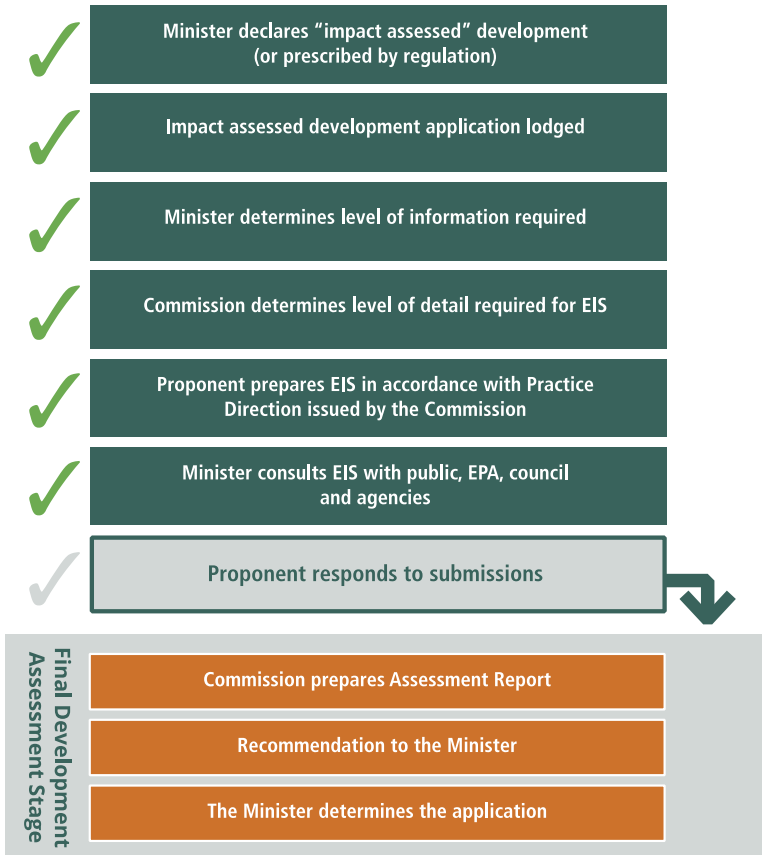 Minister declares “impact assessed” development
(or prescribed by regulation)
Impact assessed development application lodged
Minister determines level of information required
Commission determines level of detail required for EIS
Proponent prepares EIS in accordance with Practice
Direction issued by the Commission
Minister consults EIS with public, EPA, council
and agencies
Proponent responds to submissions
Final Development
Assessment Stage
Commission prepares Assessment Report
Recommendation to the Minister
The Minister determines the application